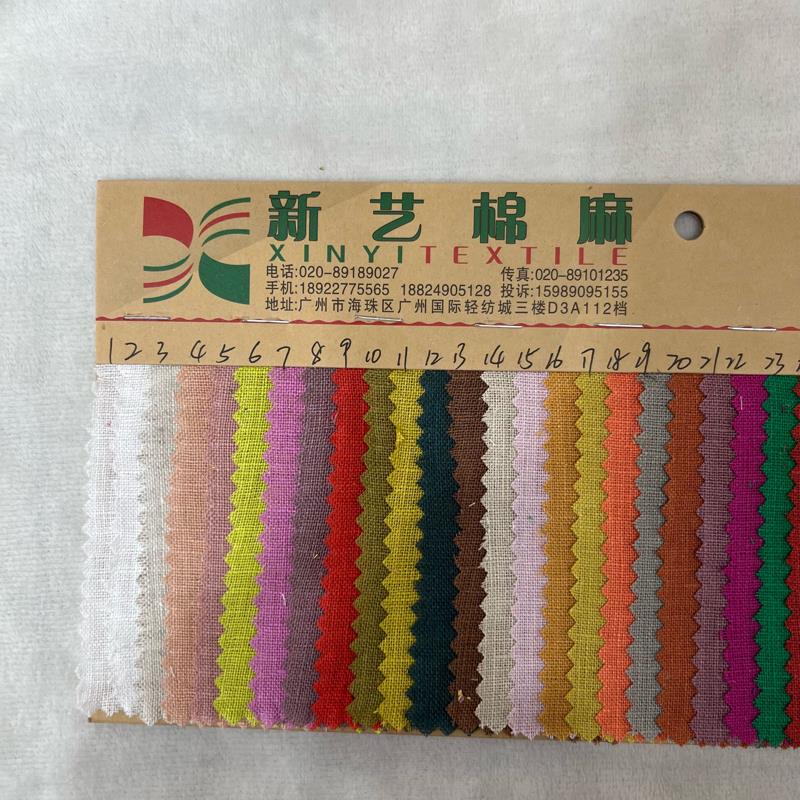 新艺棉麻
XINYITEXTILE
电话:020-89189027 传真:020-89101235
手机:18922775565 18824905128 投诉:15989095155
地址:广州市海珠区广州国际轻纺城三楼D3A112档
1 2 3 4 5 6 7 8 9 10 11 12 13 14 15 16 17 18 19 20 21 22 23